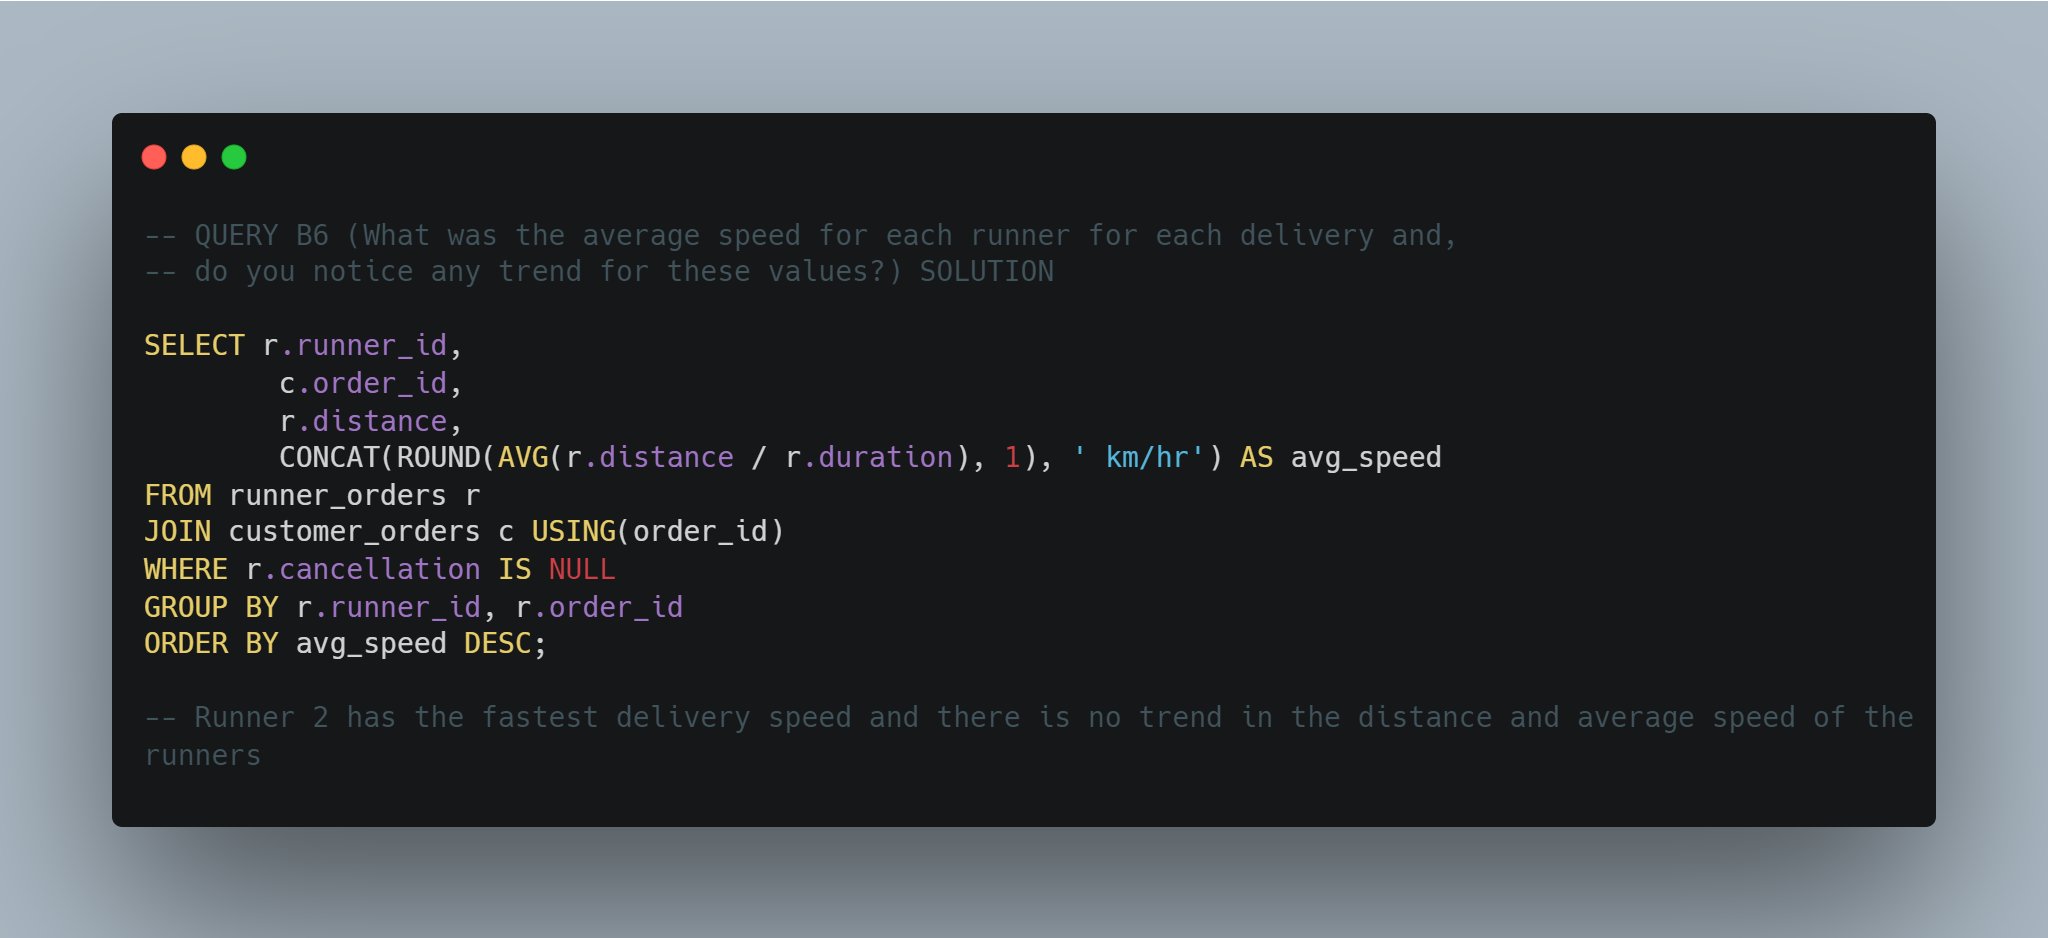 -- QUERY B6 (What was the average speed for each runner for each delivery and,
-- do you notice any trend for these values?) SOLUTION
SELECT r.runner_id,
c.order_id,
r.distance,
CONCAT(ROUND(AVG(r.distance / r.duration), 1), ' km/hr') AS avg_speed
FROM runner_orders r
JOIN customer_orders c USING(order_id)
WHERE r.cancellation IS NULL
GROUP BY r.runner_id, r.order_id
ORDER BY avg_speed DESC;
-- Runner 2 has the fastest delivery speed and there is no trend in the distance and average speed of the
runners